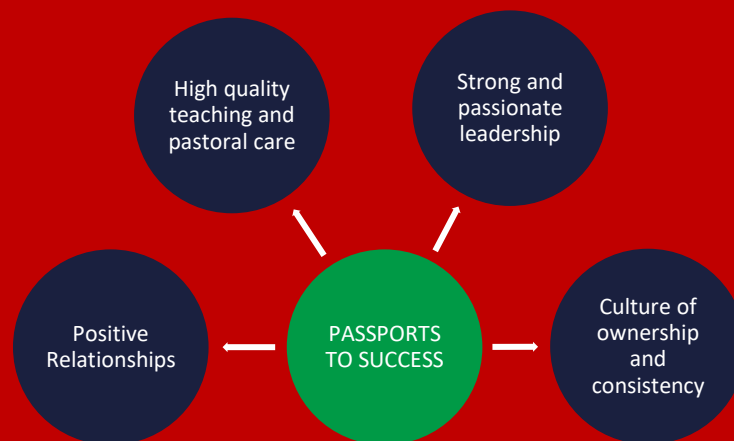 High quality
teaching and
pastoral care
Strong and
passionate
leadership
Positive
Relationships
PASSPORTS
TO SUCCESS
Culture of
ownership
and
consistency